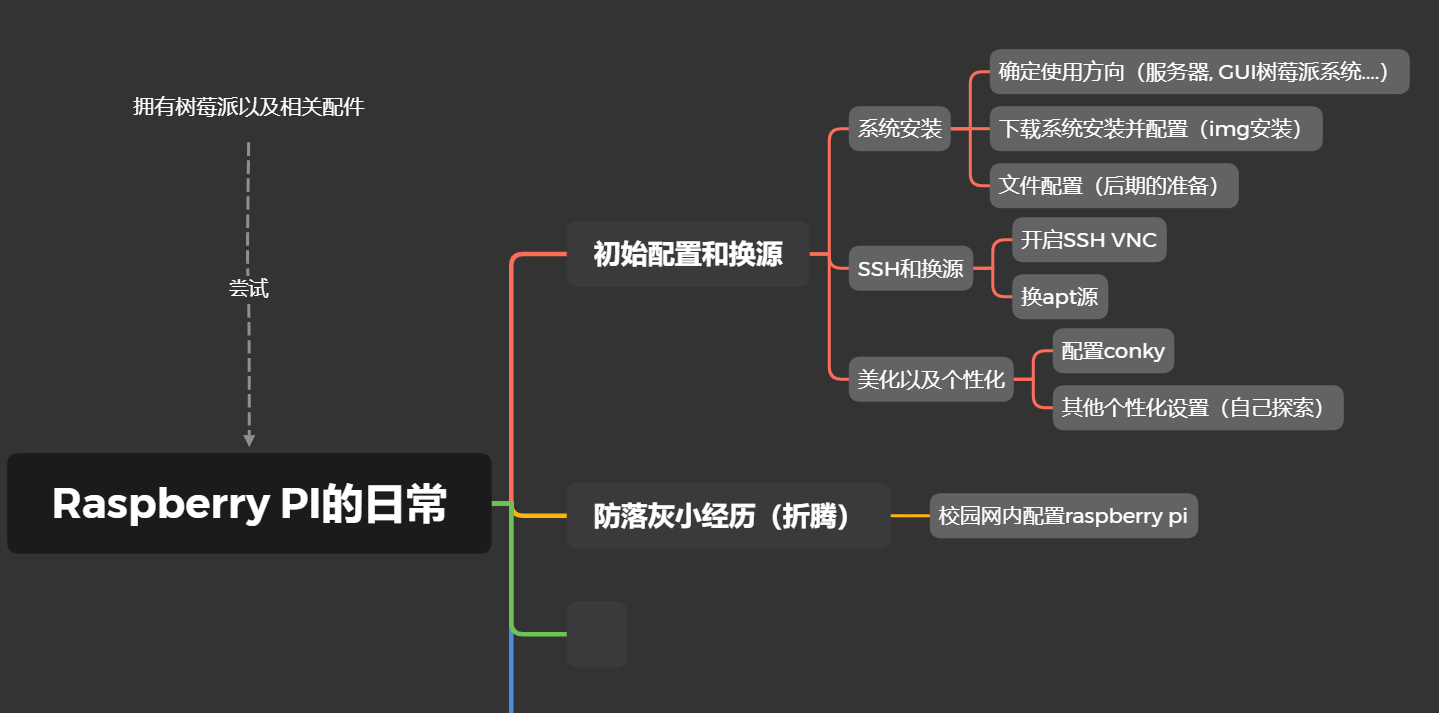 拥有树莓派以及相关配件
尝试
Raspberry PI的日常
初始配置和换源
系统安装
确定使用方向（服务器, GUI树莓派系统....）
下载系统安装并配置（img安装）
文件配置（后期的准备）
SSH和换源
开启SSH VNC
换apt源
美化以及个性化
配置conky
其他个性化设置（自己探索）
防落灰小经历（折腾）
校园网内配置raspberry pi